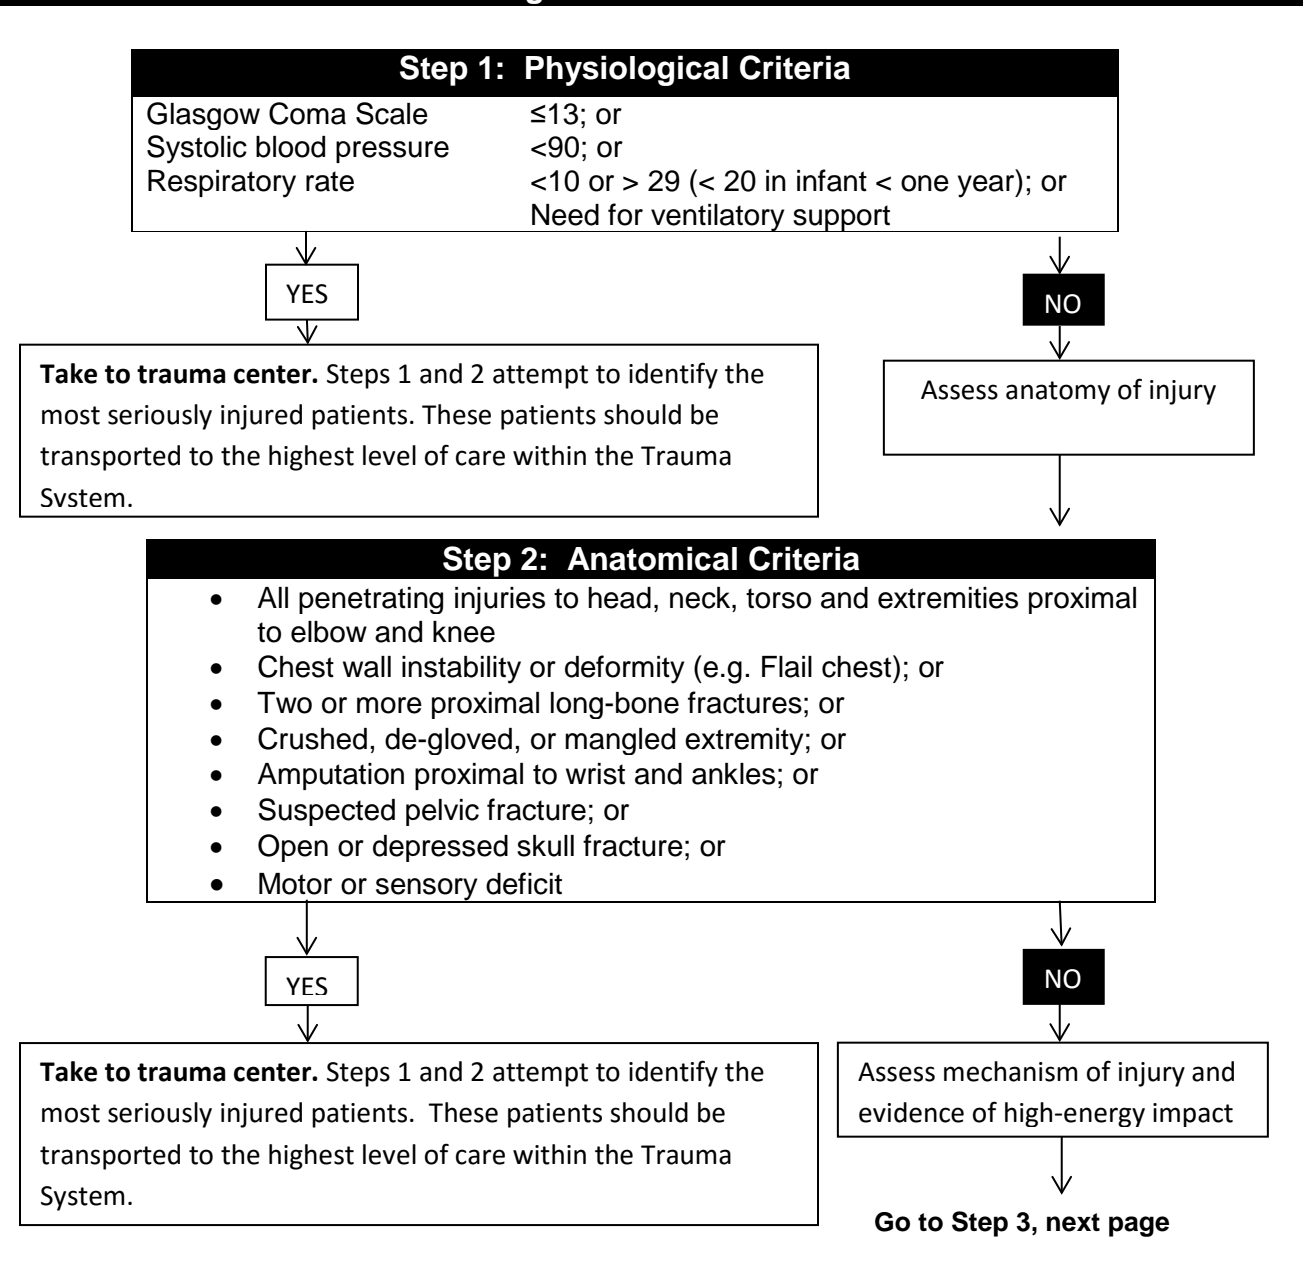 Step 1:  Physiological Criteria
Glasgow Coma Scale ≤13; or
Systolic blood pressure <90; or
Respiratory rate <10 or > 29 (< 20 in infant < one year); or
Need for ventilatory support
YES
NO
Take to trauma center. Steps 1 and 2 attempt to identify the
most seriously injured patients. These patients should be
transported to the highest level of care within the Trauma
System.
Assess anatomy of injury
Step 2:  Anatomical Criteria
• All penetrating injuries to head, neck, torso and extremities proximal
to elbow and knee
• Chest wall instability or deformity (e.g. Flail chest); or
• Two or more proximal long-bone fractures; or
• Crushed, de-gloved, or mangled extremity; or
• Amputation proximal to wrist and ankles; or
• Suspected pelvic fracture; or
• Open or depressed skull fracture; or
• Motor or sensory deficit
YES
NO
Take to trauma center. Steps 1 and 2 attempt to identify the
most seriously injured patients.  These patients should be
transported to the highest level of care within the Trauma
System.
Assess mechanism of injury and
evidence of high-energy impact
Go to Step 3, next page